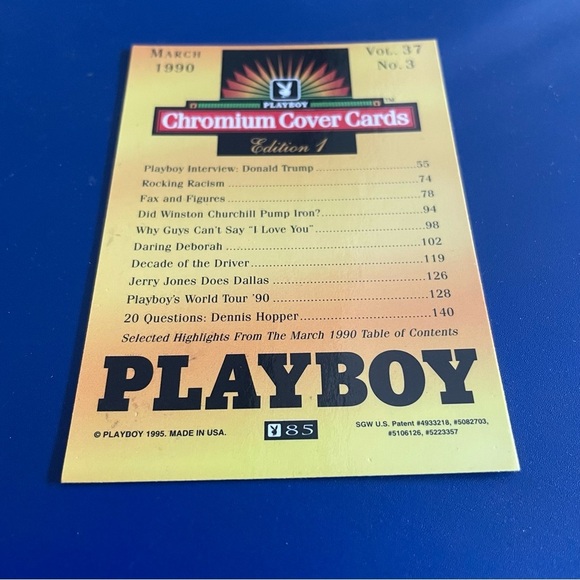 MARCH 1990
VOL. 37 NO. 3
PLAYBOY
Chromium Cover Cards™
Edition 1
Playboy Interview: Donald Trump....................55
Rocking Racism....................74
Fax and Figures....................78
Did Winston Churchill Pump Iron?....................94
Why Guys Can't Say "I Love You"....................98
Daring Deborah....................102
Decade of the Driver....................119
Jerry Jones Does Dallas....................126
Playboy's World Tour '90....................128
20 Questions: Dennis Hopper....................140
Selected Highlights From The March 1990 Table of Contents
PLAYBOY
© PLAYBOY 1995. MADE IN USA.
85
SGW U.S. Patent #4933218, #5082703,
#5106126, #5223357